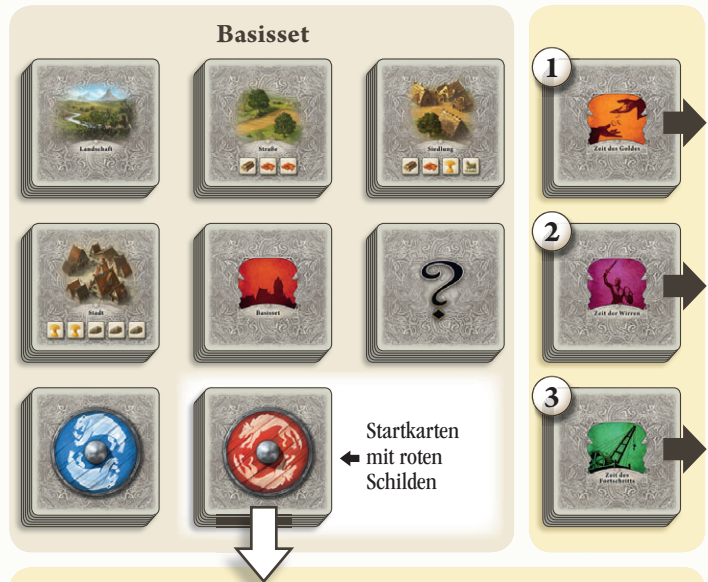 Basisset
1
Landschaft
Straße
Siedlung
Zeit des Goldes
2
Stadt
Basisset
?
Zeit der Wirren
3
Startkarten
mit roten
Schilden
Zeit des
Fortschritts